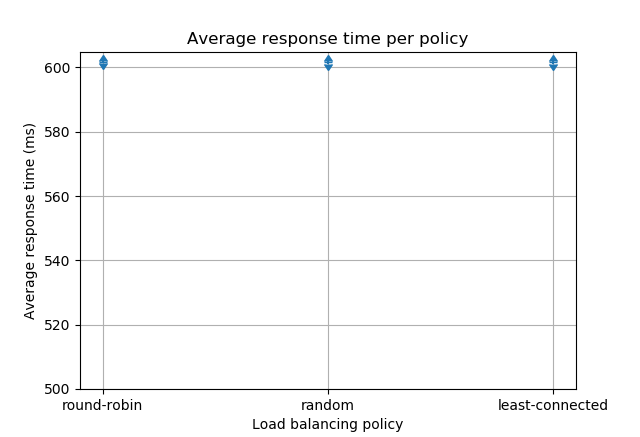 Average response time per policy
Average response time (ms)
600
580
560
540
520
500
round-robin
random
least-connected
Load balancing policy